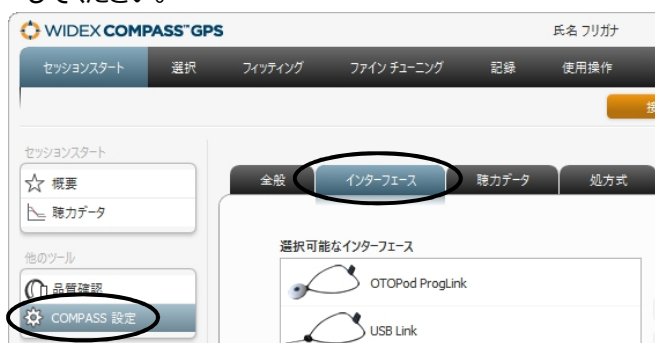 してください。
WIDEX COMPASS™ GPS
氏名 フリガナ
セッションスタート 選択 フィッティング ファイン チューニング 記録 使用操作
接
セッションスタート
概要
聴力データ
全般 インターフェース 聴力データ 処方式
他のツール
品質確認
COMPASS 設定
選択可能なインターフェース
OTOPod ProgLink
USB Link